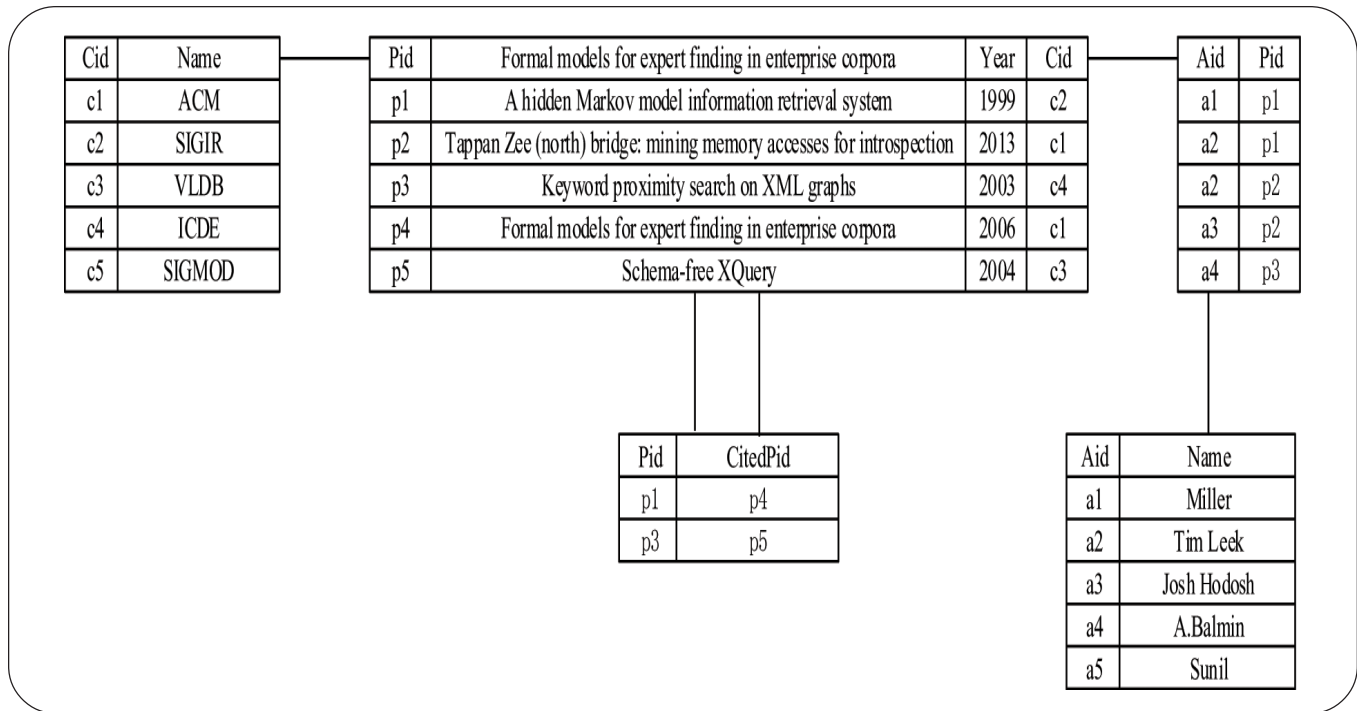 Cid Name
c1 ACM
c2 SIGIR
c3 VLDB
c4 ICDE
c5 SIGMOD
Pid Formal models for expert finding in enterprise corpora Year Cid
p1 A hidden Markov model information retrieval system 1999 c2
p2 Tappan Zee (north) bridge: mining memory accesses for introspection 2013 c1
p3 Keyword proximity search on XML graphs 2003 c4
p4 Formal models for expert finding in enterprise corpora 2006 c1
p5 Schema-free XQuery 2004 c3
Aid Pid
a1 p1
a2 p1
a2 p2
a3 p2
a4 p3
Pid CitedPid
p1 p4
p3 p5
Aid Name
a1 Miller
a2 Tim Leek
a3 Josh Hodosh
a4 A.Balmin
a5 Sunil